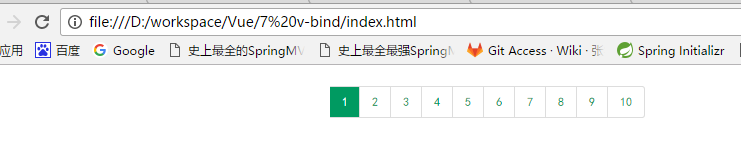 file:///D:/workspace/Vue/7%20v-bind/index.html
应用 百度 Google 史上最全的SpringMV 史上最全最强Spring Git Access · Wiki · 张 Spring Initializr
1 2 3 4 5 6 7 8 9 10